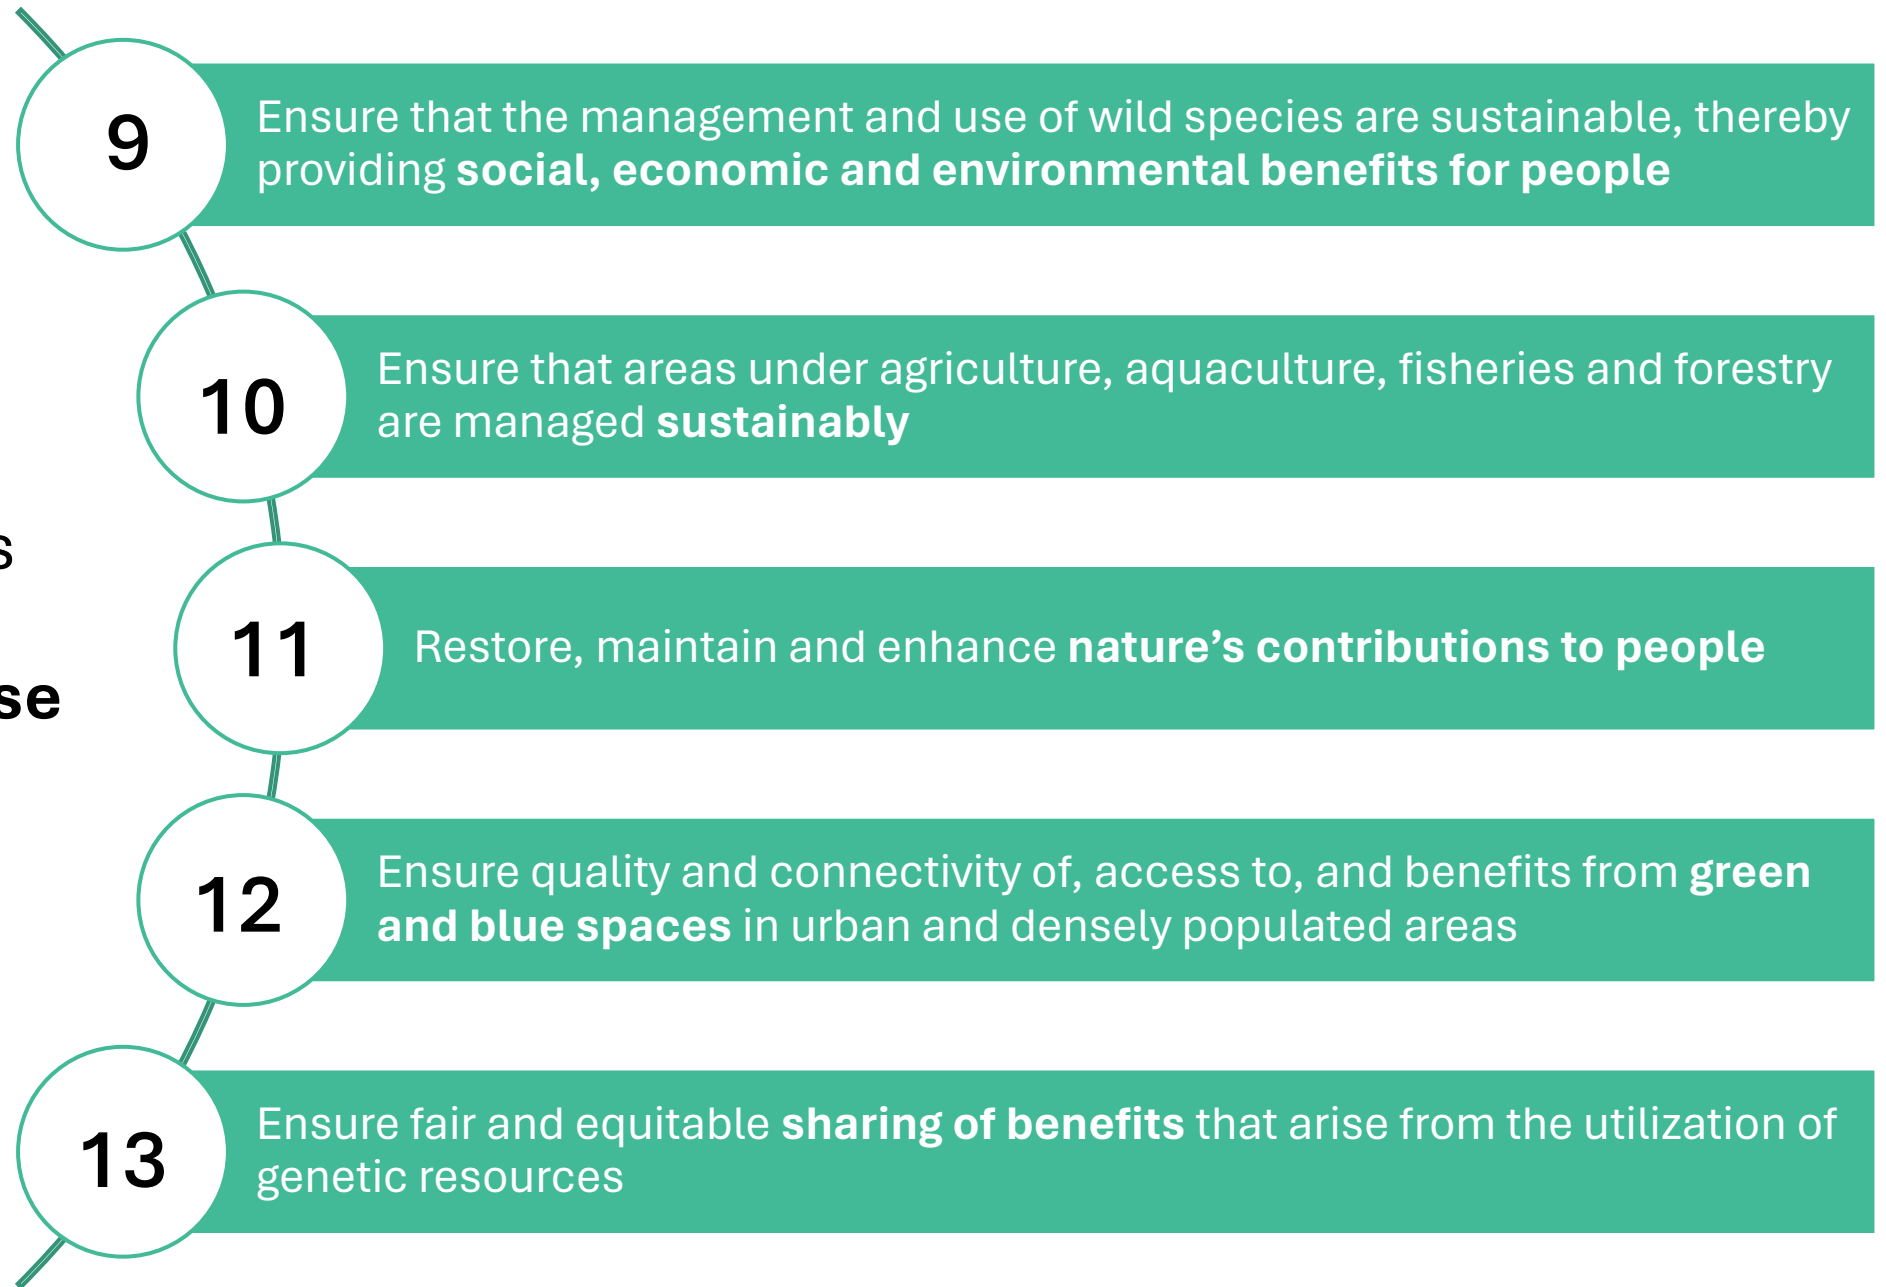 9
Ensure that the management and use of wild species are sustainable, thereby
providing social, economic and environmental benefits for people
10
Ensure that areas under agriculture, aquaculture, fisheries and forestry
are managed sustainably
s
11
Restore, maintain and enhance nature’s contributions to people
se
12
Ensure quality and connectivity of, access to, and benefits from green
and blue spaces in urban and densely populated areas
13
Ensure fair and equitable sharing of benefits that arise from the utilization of
genetic resources